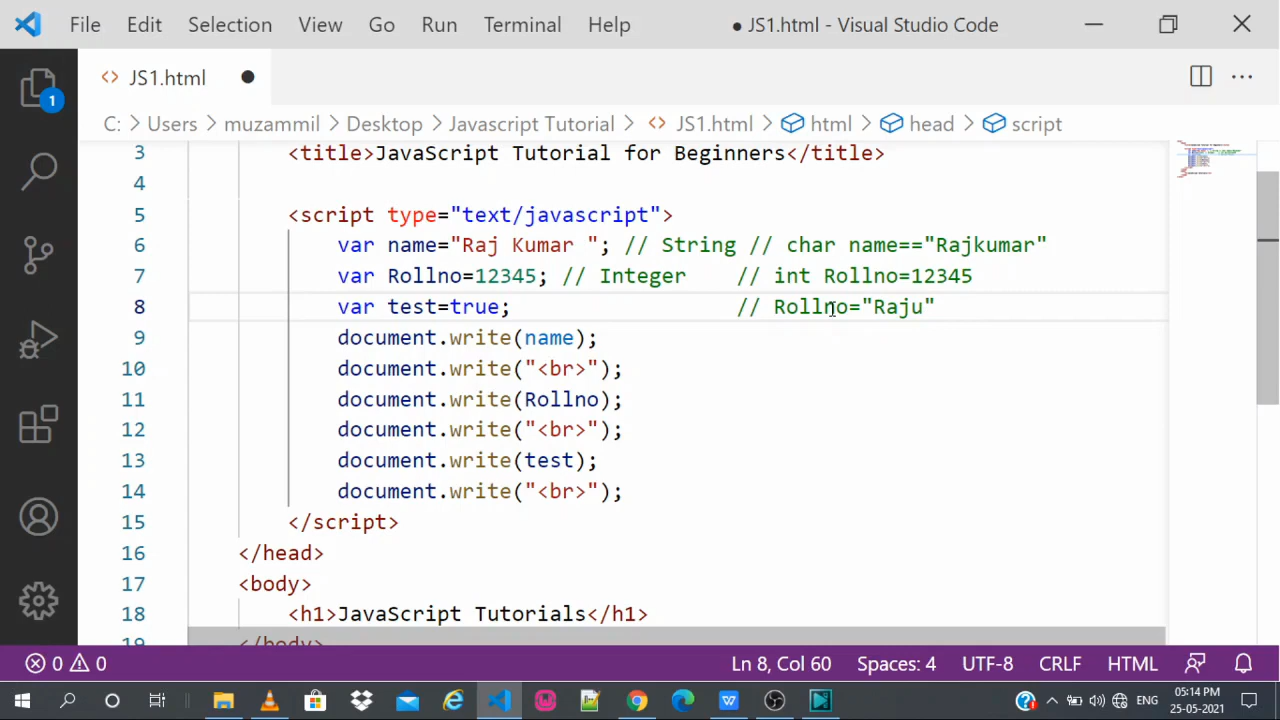 File Edit Selection View Go Run Terminal Help ● JS1.html - Visual Studio Code
<> JS1.html ●
1
C: > Users > muzammil > Desktop > Javascript Tutorial > <> JS1.html > html > head > script
3 <title>JavaScript Tutorial for Beginners</title>
4
5 <script type="text/javascript">
6 var name="Raj Kumar "; // String // char name=="Rajkumar"
7 var Rollno=12345; // Integer // int Rollno=12345
8 var test=true; // Rollno="Raju"
9 document.write(name);
10 document.write("<br>");
11 document.write(Rollno);
12 document.write("<br>");
13 document.write(test);
14 document.write("<br>");
15 </script>
16 </head>
17 <body>
18 <h1>JavaScript Tutorials</h1>
19 </body>
0 0 Ln 8, Col 60 Spaces: 4 UTF-8 CRLF HTML
ENG 05:14 PM
25-05-2021